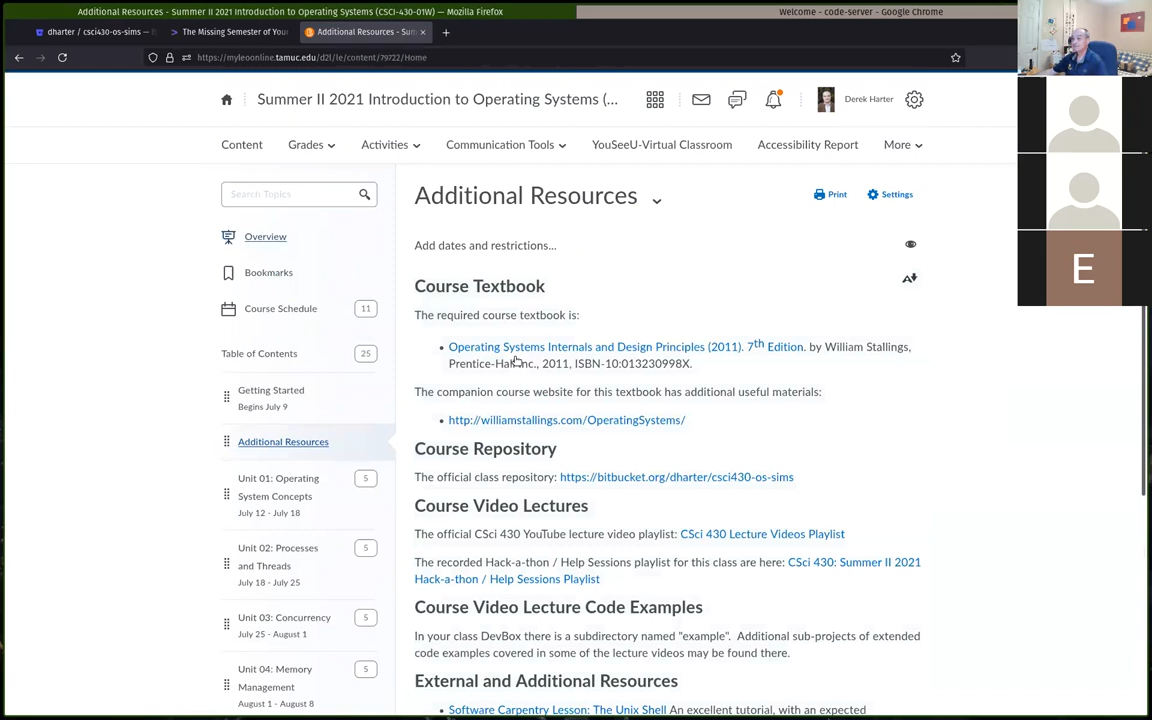 Additional Resources - Summer II 2021 Introduction to Operating Systems (CSCI-430-01W) — Mozilla Firefox
Welcome - code-server - Google Chrome
dharter / csci430-os-sims —
The Missing Semester of You
Additional Resources - Sum
https://myleoonline.tamuc.edu/d2l/le/content/79722/Home
Summer II 2021 Introduction to Operating Systems (...
Derek Harter
Content
Grades
Activities
Communication Tools
YouSeeU-Virtual Classroom
Accessibility Report
More
Search Topics
Overview
Bookmarks
Course Schedule
11
Table of Contents
25
Getting Started
Begins July 9
Additional Resources
Unit 01: Operating
System Concepts
5
July 12 - July 18
Unit 02: Processes
and Threads
5
July 18 - July 25
Unit 03: Concurrency
5
July 25 - August 1
Unit 04: Memory
Management
5
August 1 - August 8
Additional Resources
Print
Settings
Add dates and restrictions...
Course Textbook
The required course textbook is:
• Operating Systems Internals and Design Principles (2011). 7th Edition. by William Stallings,
Prentice-Hall Inc., 2011, ISBN-10:013230998X.
The companion course website for this textbook has additional useful materials:
• http://williamstallings.com/OperatingSystems/
Course Repository
The official class repository: https://bitbucket.org/dharter/csci430-os-sims
Course Video Lectures
The official CSci 430 YouTube lecture video playlist: CSci 430 Lecture Videos Playlist
The recorded Hack-a-thon / Help Sessions playlist for this class are here: CSci 430: Summer II 2021
Hack-a-thon / Help Sessions Playlist
Course Video Lecture Code Examples
In your class DevBox there is a subdirectory named "example". Additional sub-projects of extended
code examples covered in some of the lecture videos may be found there.
External and Additional Resources
• Software Carpentry Lesson: The Unix Shell An excellent tutorial, with an expected
E